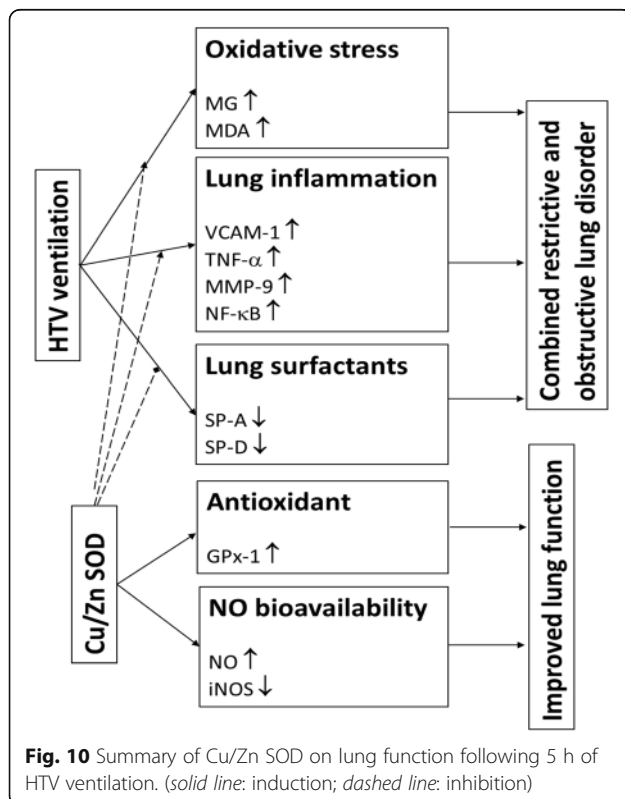 Oxidative stress
MG ↑
MDA ↑
HTV ventilation
Lung inflammation
VCAM-1 ↑
TNF-α ↑
MMP-9 ↑
NF-κB ↑
Lung surfactants
SP-A ↓
SP-D ↓
Combined restrictive and
obstructive lung disorder
Cu/Zn SOD
Antioxidant
GPx-1 ↑
NO bioavailability
NO ↑
iNOS ↓
Improved lung function
Fig. 10 Summary of Cu/Zn SOD on lung function following 5 h of
HTV ventilation. (solid line: induction; dashed line: inhibition)